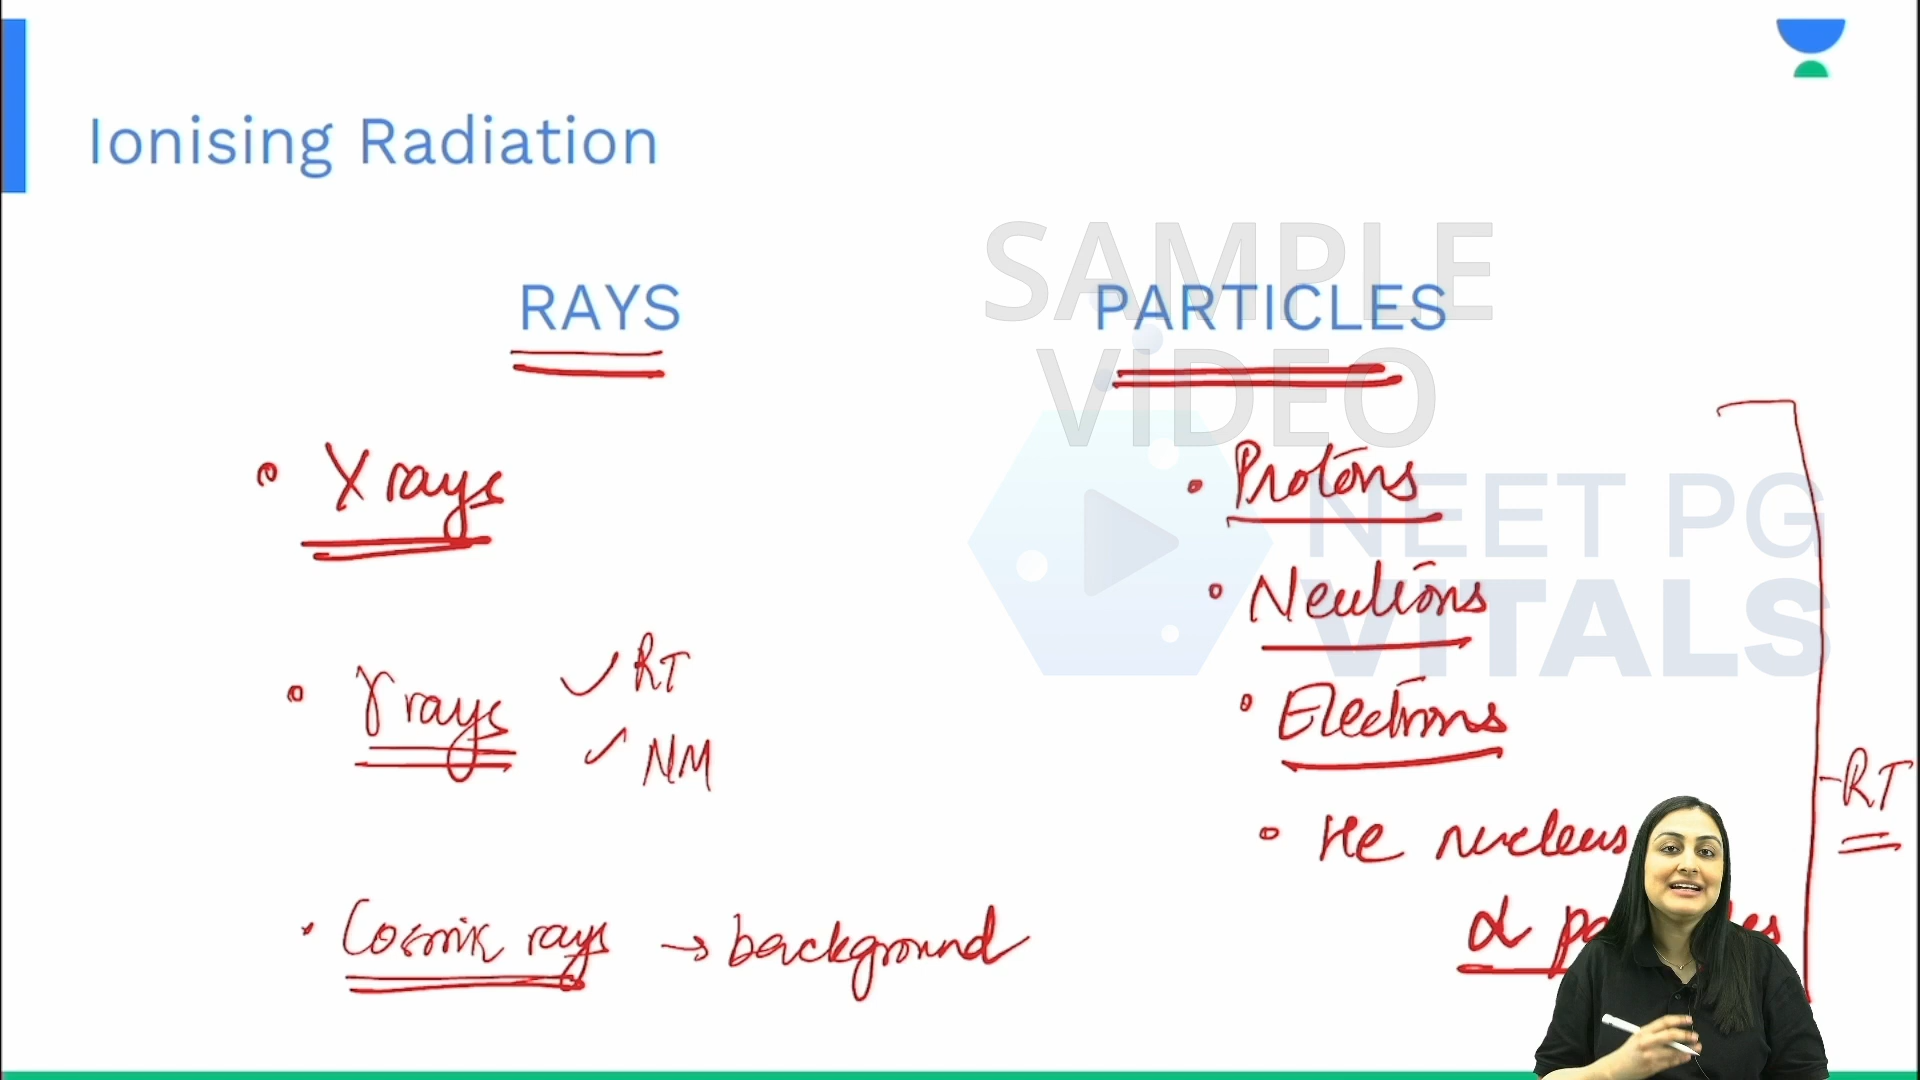 Ionising Radiation
RAYS
PARTICLES
SAMPLE
VIDEO
• X rays
• γ rays
✓ RT
✓ NM
• Cosmic rays → background
• Protons
• Neutrons
• Electrons
• He nucleus
α
- RT
NEET PG
VITALS